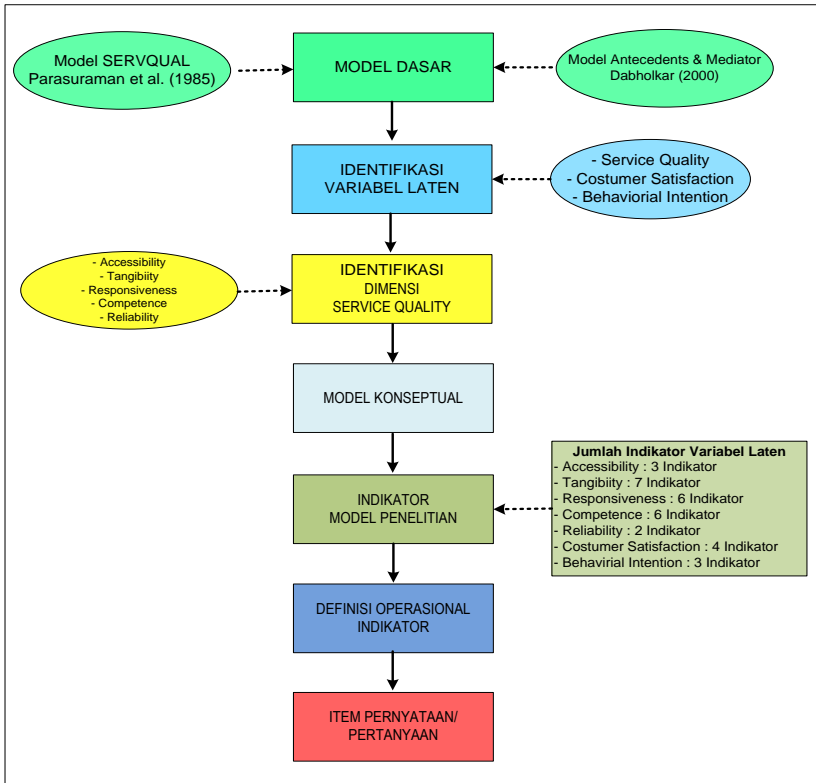 Model SERVQUAL
Parasuraman et al. (1985)
MODEL DASAR
Model Antecedents & Mediator
Dabholkar (2000)
IDENTIFIKASI
VARIABEL LATEN
- Service Quality
- Costumer Satisfaction
- Behaviorial Intention
- Accessibility
- Tangibiity
- Responsiveness
- Competence
- Reliability
IDENTIFIKASI
DIMENSI
SERVICE QUALITY
MODEL KONSEPTUAL
INDIKATOR
MODEL PENELITIAN
Jumlah Indikator Variabel Laten
- Accessibility : 3 Indikator
- Tangibiity : 7 Indikator
- Responsiveness : 6 Indikator
- Competence : 6 Indikator
- Reliability : 2 Indikator
- Costumer Satisfaction : 4 Indikator
- Behavirial Intention : 3 Indikator
DEFINISI OPERASIONAL
INDIKATOR
ITEM PERNYATAAN/
PERTANYAAN